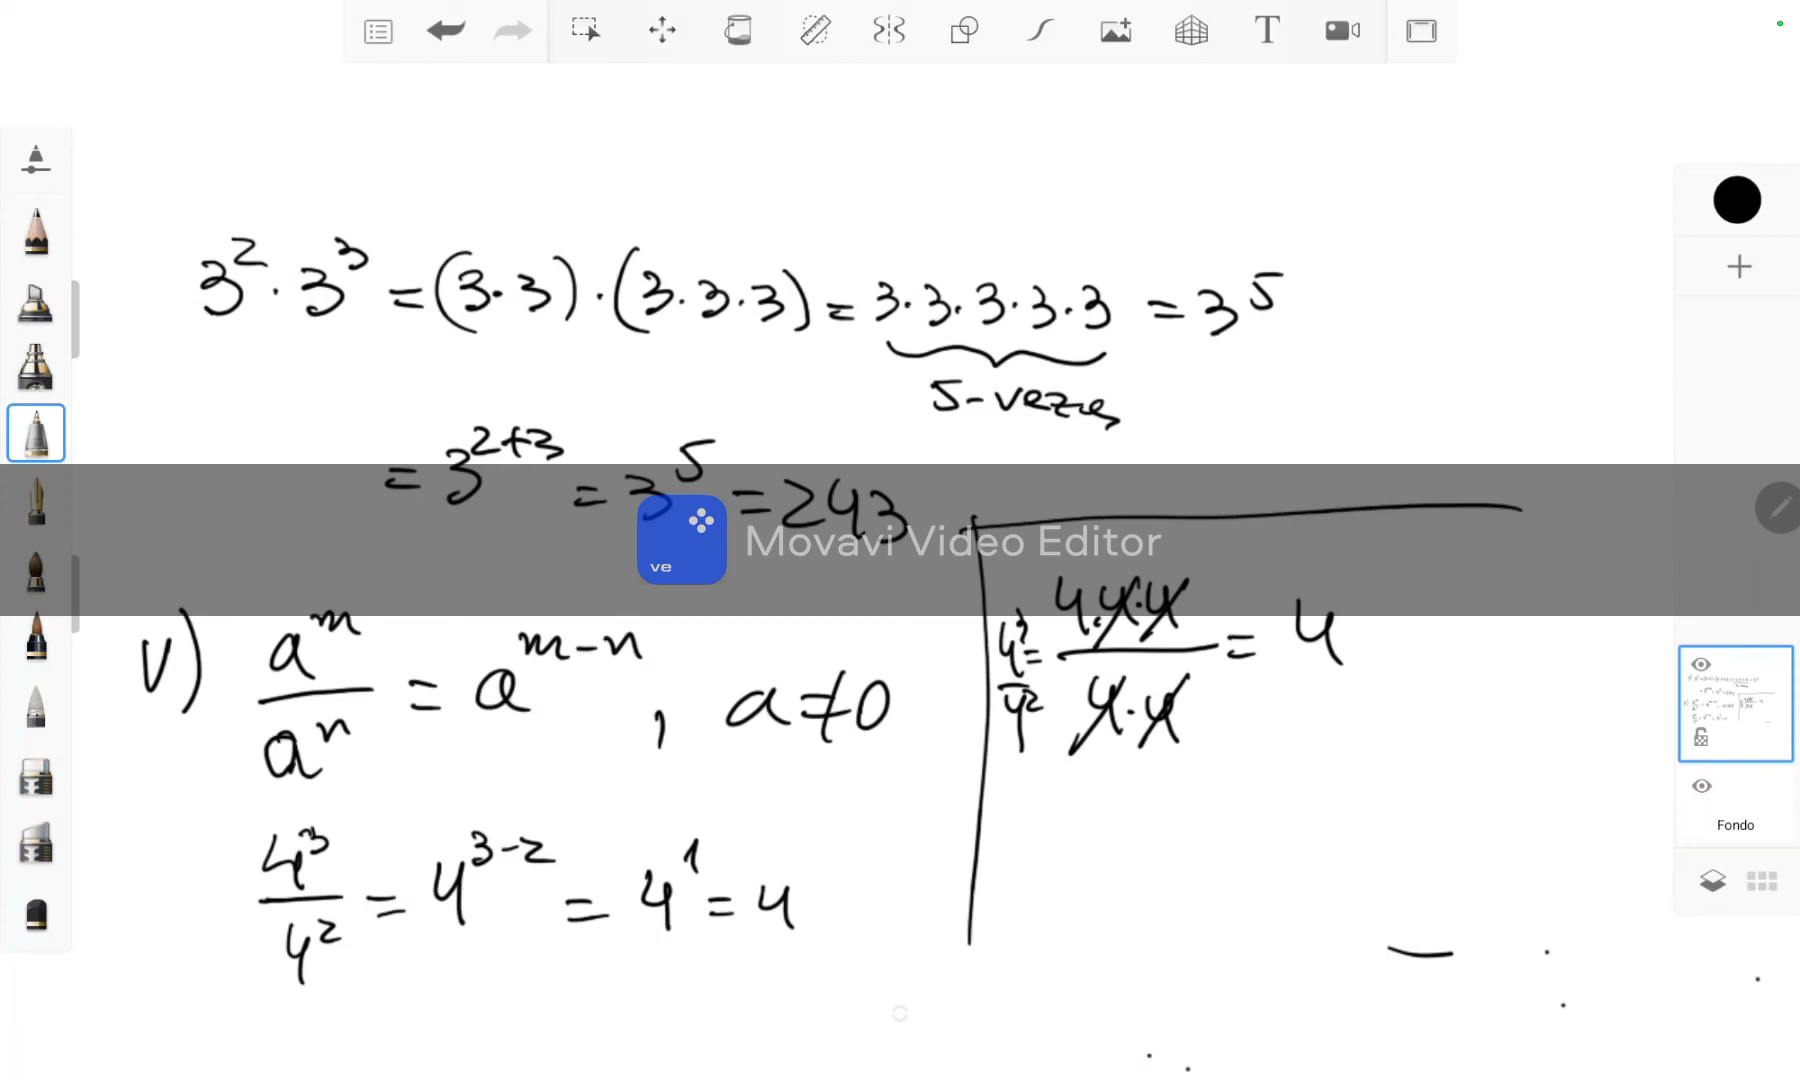 3² · 3³ = (3·3) · (3·3·3) = 3·3·3·3·3 = 3⁵
5-vezes
= 3²⁺³ = 3⁵ = 243
Movavi Video Editor
ve
V) aᵐ/aⁿ = aᵐ⁻ⁿ , a≠0
4³/4² = 4·4·4/4·4 = 4
4³/4² = 4³⁻² = 4¹ = 4
Fondo